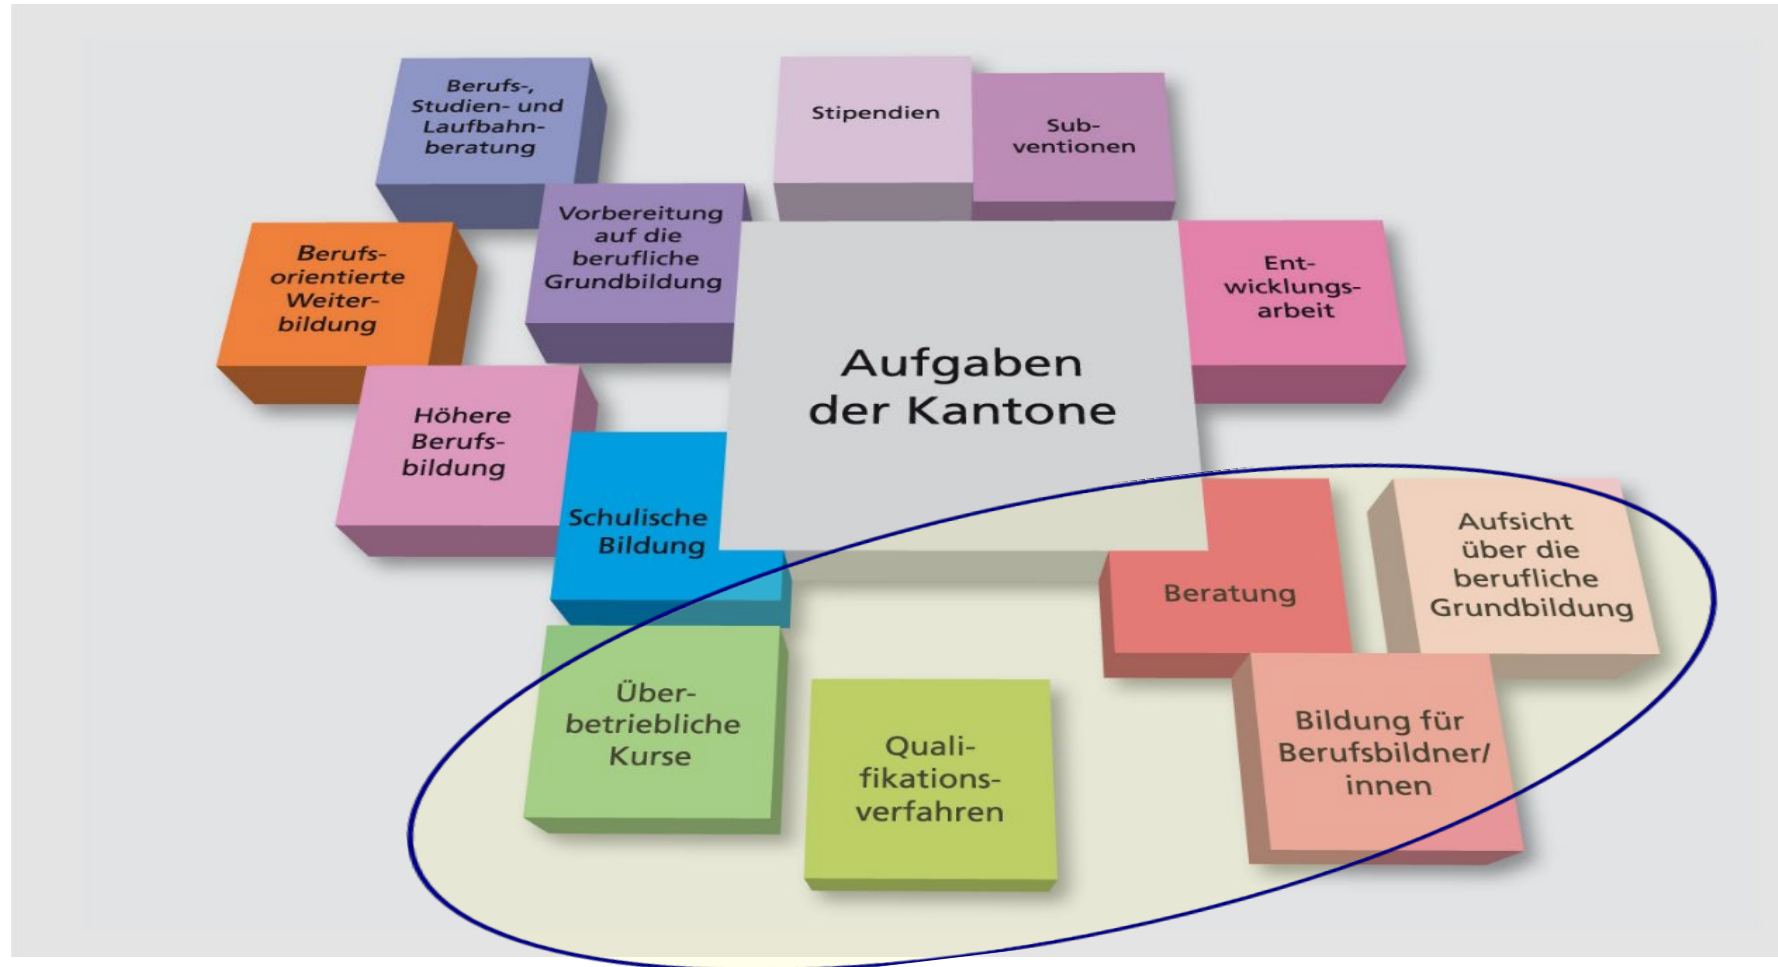 Berufs-,
Studien- und
Laufbahn-
beratung
Stipendien
Sub-
ventionen
Vorbereitung
auf die
berufliche
Grundbildung
Berufs-
orientierte
Weiter-
bildung
Ent-
wicklungs-
arbeit
Aufgaben
der Kantone
Höhere
Berufs-
bildung
Schulische
Bildung
Beratung
Aufsicht
über die
berufliche
Grundbildung
Über-
betriebliche
Kurse
Quali-
fikations-
verfahren
Bildung für
Berufsbildner/
innen